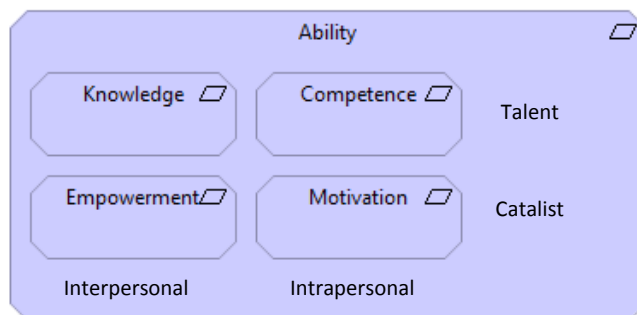 Ability
Knowledge Competence
Talent
Empowerment Motivation
Catalist
Interpersonal Intrapersonal